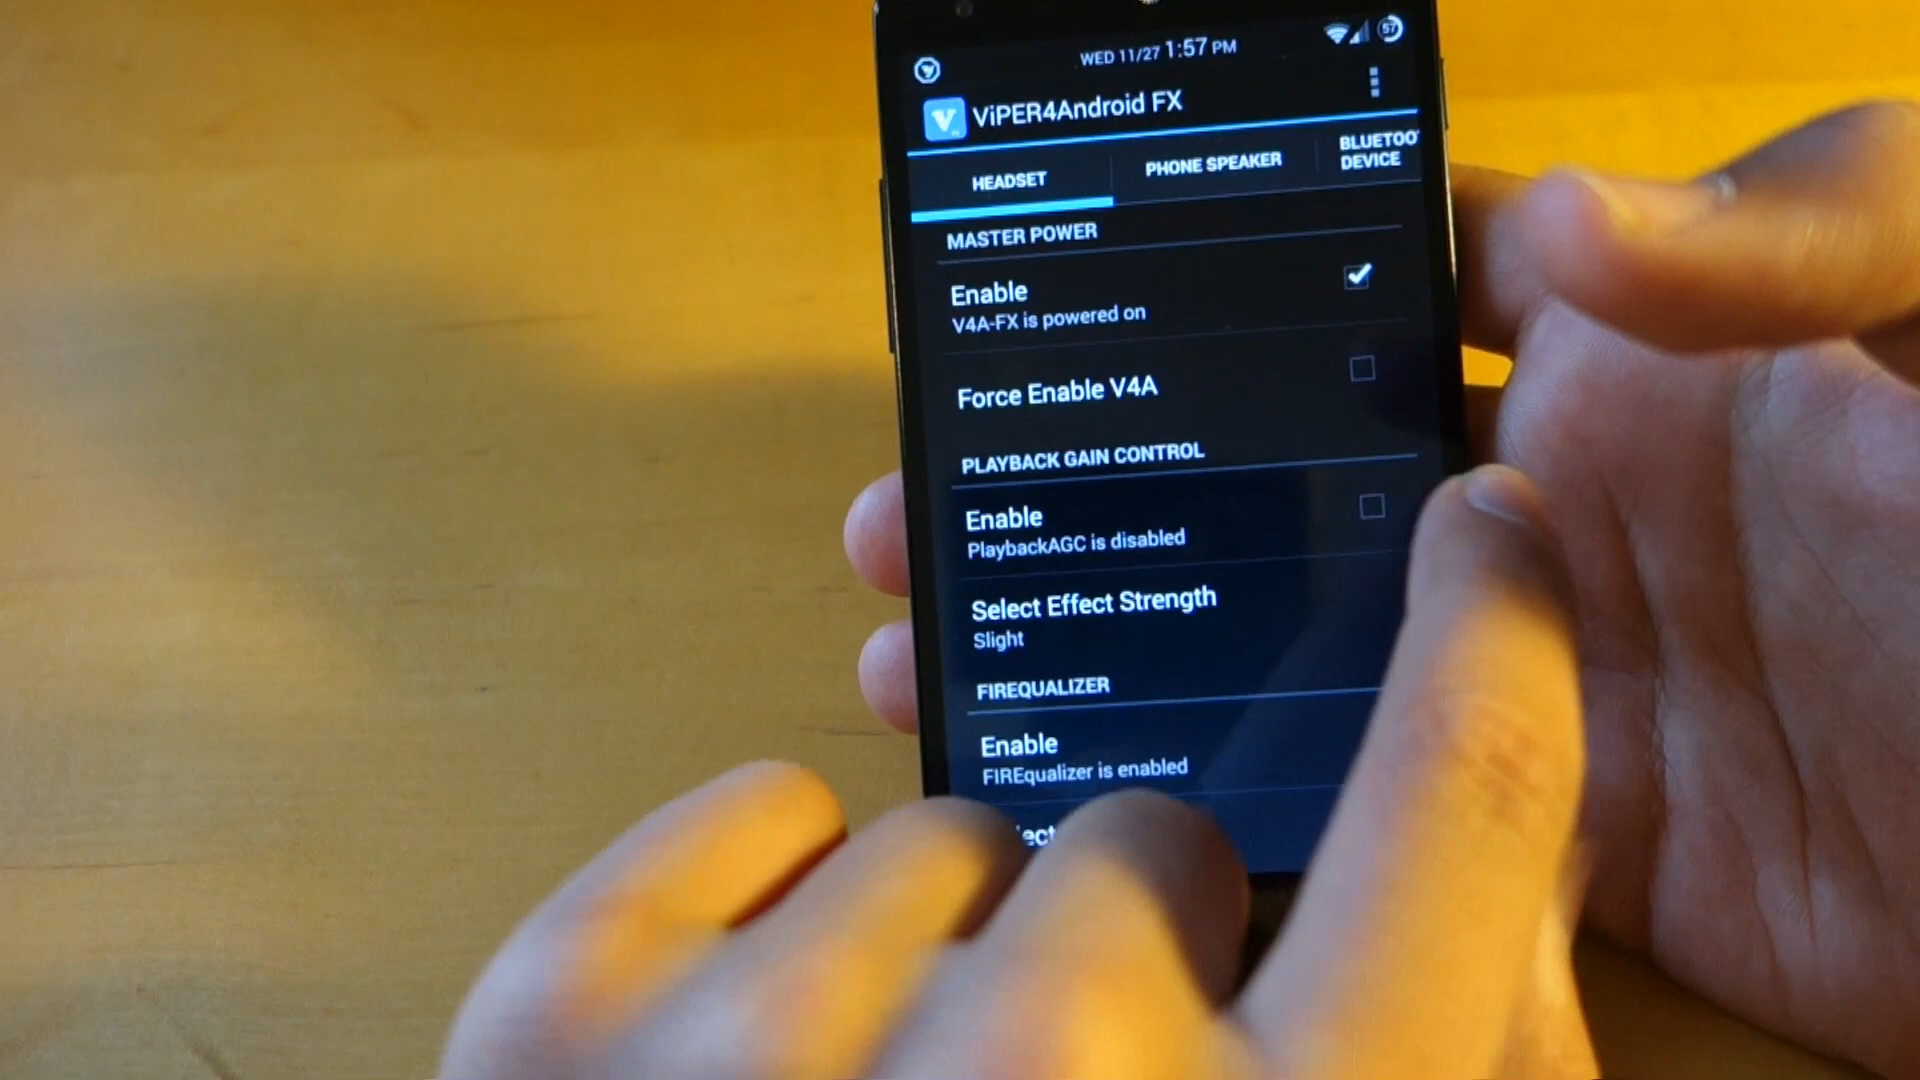 WED 11/27 1:57 PM
57
ViPER4Android FX
HEADSET
PHONE SPEAKER
DEVICE
MASTER POWER
Enable
V4A-FX is powered on
Force Enable V4A
PLAYBACK GAIN CONTROL
Enable
PlaybackAGC is disabled
Select Effect Strength
Slight
FIREQUALIZER
Enable
FIREqualizer is enabled